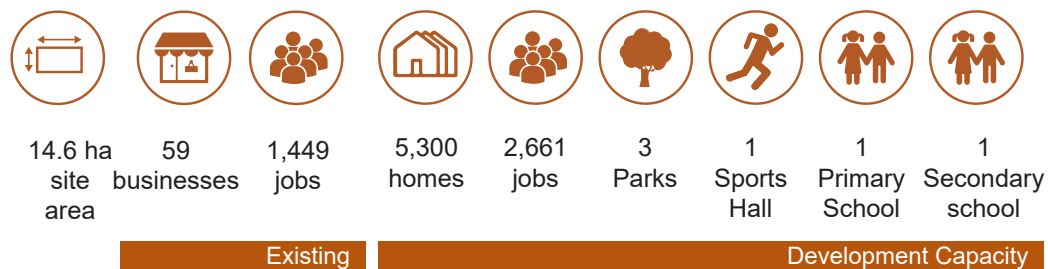 14.6 ha
site
area
59
businesses
1,449
jobs
5,300
homes
2,661
jobs
3
Parks
1
Sports
Hall
1
Primary
School
1
Secondary
school
Existing
Development Capacity